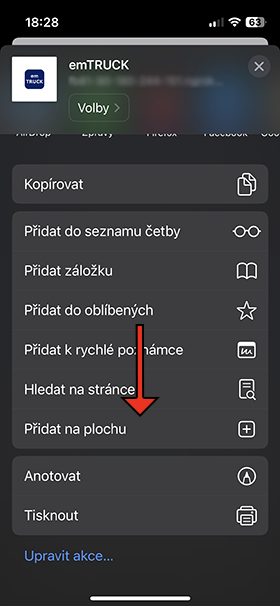 18:28
63
em
TRUCK
emTRUCK
Volby
AirDrop Zprávy Firefox Facebook Goo
Kopírovat
Přidat do seznamu četby
Přidat záložku
Přidat do oblíbených
Přidat k rychlé poznámce
Hledat na stránce
Přidat na plochu
Anotovat
Tisknout
Upravit akce...